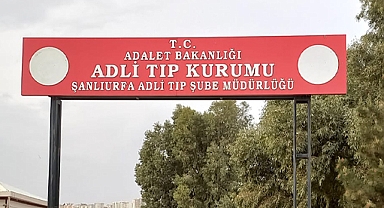 T.C.
ADALET BAKANLIĞI
ADLİ TIP KURUMU
ŞANLIURFA ADLİ TIP ŞUBE MÜDÜRLÜĞÜ